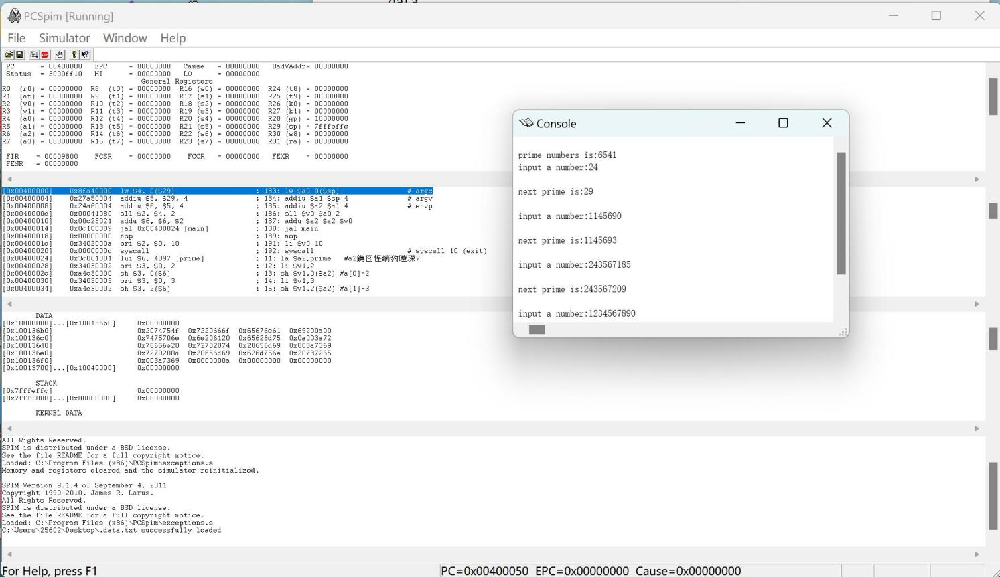 data
PCSpim [Running]
File Simulator Window Help
PC = 00400000 EPC = 00000000 Cause = 00000000 BadVAddr= 00000000
Status = 3000ff10 HI = 00000000 LO = 00000000
General Registers
R0 (r0) = 00000000 R8 (t0) = 00000000 R16 (s0) = 00000000 R24 (t8) = 00000000
R1 (at) = 00000000 R9 (t1) = 00000000 R17 (s1) = 00000000 R25 (t9) = 00000000
R2 (v0) = 00000000 R10 (t2) = 00000000 R18 (s2) = 00000000 R26 (k0) = 00000000
R3 (v1) = 00000000 R11 (t3) = 00000000 R19 (s3) = 00000000 R27 (k1) = 00000000
R4 (a0) = 00000000 R12 (t4) = 00000000 R20 (s4) = 00000000 R28 (gp) = 10008000
R5 (a1) = 00000000 R13 (t5) = 00000000 R21 (s5) = 00000000 R29 (sp) = 7fffeffc
R6 (a2) = 00000000 R14 (t6) = 00000000 R22 (s6) = 00000000 R30 (s8) = 00000000
R7 (a3) = 00000000 R15 (t7) = 00000000 R23 (s7) = 00000000 R31 (ra) = 00000000
FIR = 00009800 FCSR = 00000000 FCCR = 00000000 FEXR = 00000000
FENR = 00000000
[0x00400000] 0x8fa40000 lw $4, 0($29) ; 183: lw $a0 0($sp) # argc
[0x00400004] 0x27a50004 addiu $5, $29, 4 ; 184: addiu $a1 $sp 4 # argv
[0x00400008] 0x24a60004 addiu $6, $5, 4 ; 185: addiu $a2 $a1 4 # envp
[0x0040000c] 0x00041080 sll $2, $4, 2 ; 186: sll $v0 $a0 2
[0x00400010] 0x00c23021 addu $6, $6, $2 ; 187: addu $a2 $a2 $v0
[0x00400014] 0x0c100009 jal 0x00400024 [main] ; 188: jal main
[0x00400018] 0x00000000 nop ; 189: nop
[0x0040001c] 0x3402000a ori $2, $0, 10 ; 191: li $v0 10
[0x00400020] 0x0000000c syscall ; 192: syscall # syscall 10 (exit)
[0x00400024] 0x3c061001 lui $6, 4097 [prime] ; 11: la $a2,prime #a2
[0x00400028] 0x34030002 ori $3, $0, 2 ; 12: li $v1,2
[0x0040002c] 0xa4c30000 sh $3, 0($6) ; 13: sh $v1,0($a2) #a[0]=2
[0x00400030] 0x34030003 ori $3, $0, 3 ; 14: li $v1,3
[0x00400034] 0xa4c30002 sh $3, 2($6) ; 15: sh $v1,2($a2) #a[1]=3
DATA
[0x10000000]...[0x100136b0] 0x00000000
[0x100136b0] 0x2074754f 0x7220666f 0x65676e61 0x69200a00
[0x100136c0] 0x7475706e 0x6e206120 0x65626d75 0x0a003a72
[0x100136d0] 0x78656e20 0x72702074 0x20656d69 0x003a7369
[0x100136e0] 0x7270200a 0x20656d69 0x626d756e 0x20737265
[0x100136f0] 0x003a7369 0x0000000a 0x00000000 0x00000000
[0x10013700]...[0x10040000] 0x00000000
STACK
[0x7fffeffc] 0x00000000
[0x7ffff000]...[0x80000000] 0x00000000
KERNEL DATA
All Rights Reserved.
SPIM is distributed under a BSD license.
See the file README for a full copyright notice.
Loaded: C:\Program Files (x86)\PCSpim\exceptions.s
Memory and registers cleared and the simulator reinitialized.
SPIM Version 9.1.4 of September 4, 2011
Copyright 1990-2010, James R. Larus.
All Rights Reserved.
SPIM is distributed under a BSD license.
See the file README for a full copyright notice.
Loaded: C:\Program Files (x86)\PCSpim\exceptions.s
C:\Users\25602\Desktop\.data.txt successfully loaded
For Help, press F1
PC=0x00400050 EPC=0x00000000 Cause=0x00000000
Console
prime numbers is:6541
input a number:24
next prime is:29
input a number:1145690
next prime is:1145693
input a number:243567185
next prime is:243567209
input a number:1234567890